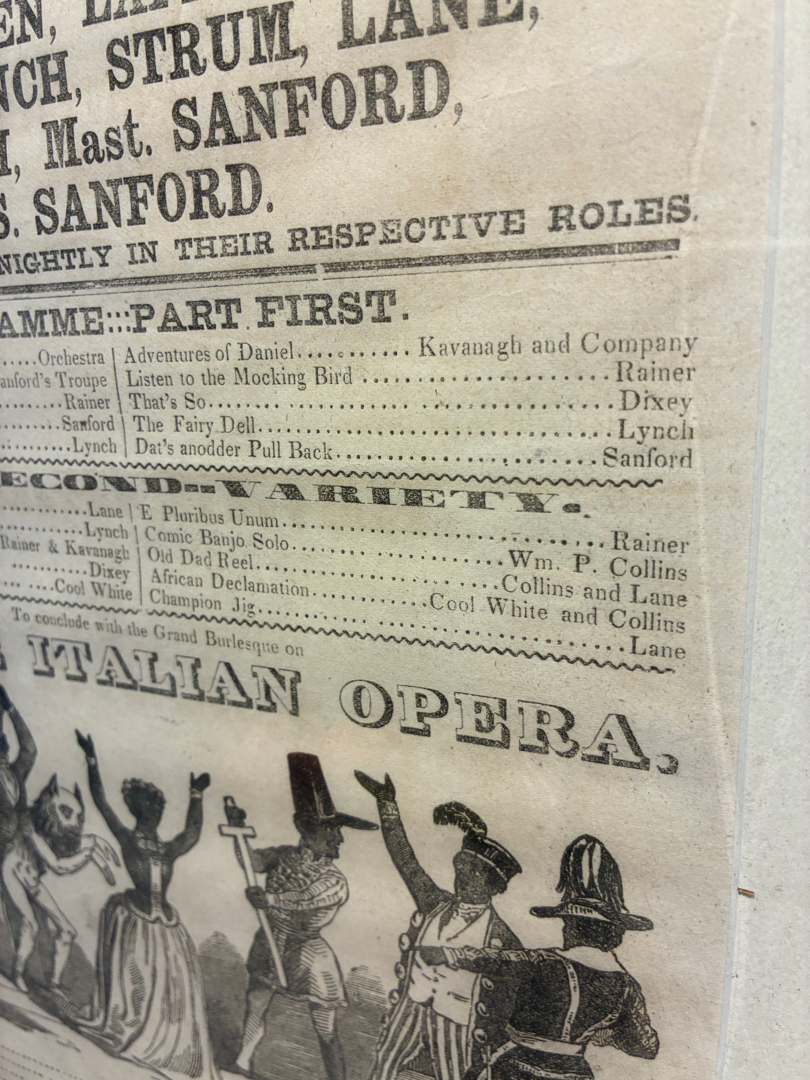 STRUM, LANE,
Mast. SANFORD,
S. SANFORD.
NIGHTLY IN THEIR RESPECTIVE ROLES.
AMME:::PART FIRST.
.....Orchestra | Adventures of Daniel........... Kavanagh and Company
anford's Troupe | Listen to the Mocking Bird ..................Rainer
.........Rainer | That's So..............................Dixey
.........Sanford | The Fairy Dell..............................Lynch
.........Lynch | Dat's anodder Pull Back.....................Sanford
ECOND--VARIETY-.
............Lane | E Pluribus Unum..............................Rainer
............Lynch | Comic Banjo Solo....................Wm. P. Collins
Rainer & Kavanagh | Old Dad Reel....................Collins and Lane
............Dixey | African Declamation............Cool White and Collins
......Cool White | Champion Jig..............................Lane
To conclude with the Grand Burlesque on
ITALIAN OPERA,